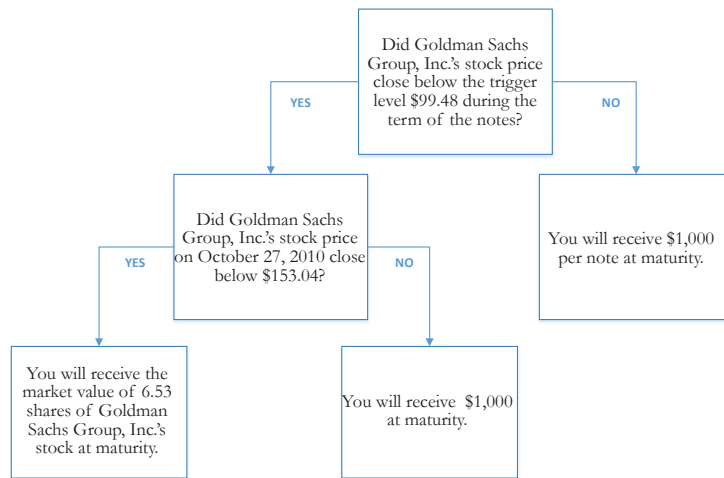 Did Goldman Sachs
Group, Inc.'s stock price
close below the trigger
level $99.48 during the
term of the notes?
YES
NO
Did Goldman Sachs
Group, Inc.'s stock price
on October 27, 2010 close
below $153.04?
You will receive $1,000
per note at maturity.
YES
NO
You will receive the
market value of 6.53
shares of Goldman
Sachs Group, Inc.'s
stock at maturity.
You will receive $1,000
at maturity.